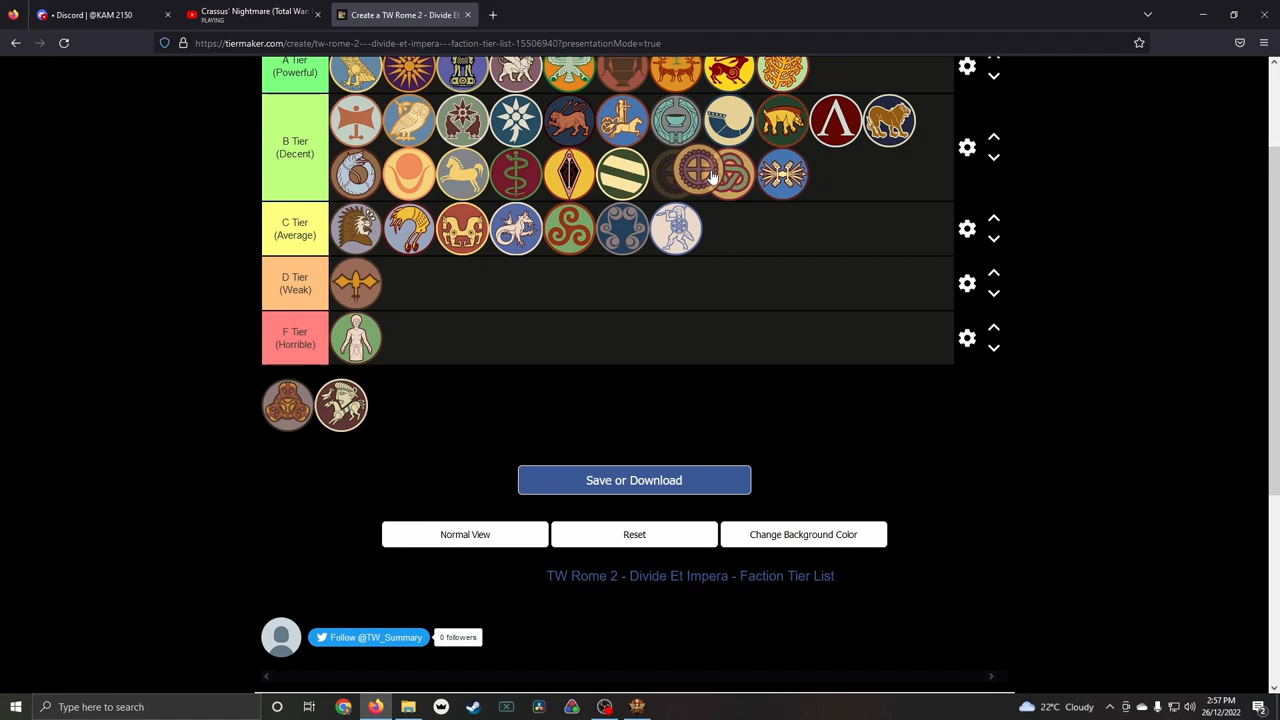 • Discord | @KAM 2150
Crassus' Nightmare (Total War:
PLAYING
Create a TW Rome 2 - Divide Et
https://tiermaker.com/create/tw-rome-2---divide-et-impera---faction-tier-list-15506940?presentationMode=true
A Tier
(Powerful)
B Tier
(Decent)
C Tier
(Average)
D Tier
(Weak)
F Tier
(Horrible)
Save or Download
Normal View
Reset
Change Background Color
TW Rome 2 - Divide Et Impera - Faction Tier List
Follow @TW_Summary
0 followers
Type here to search
22°C Cloudy
2:57 PM
26/12/2022